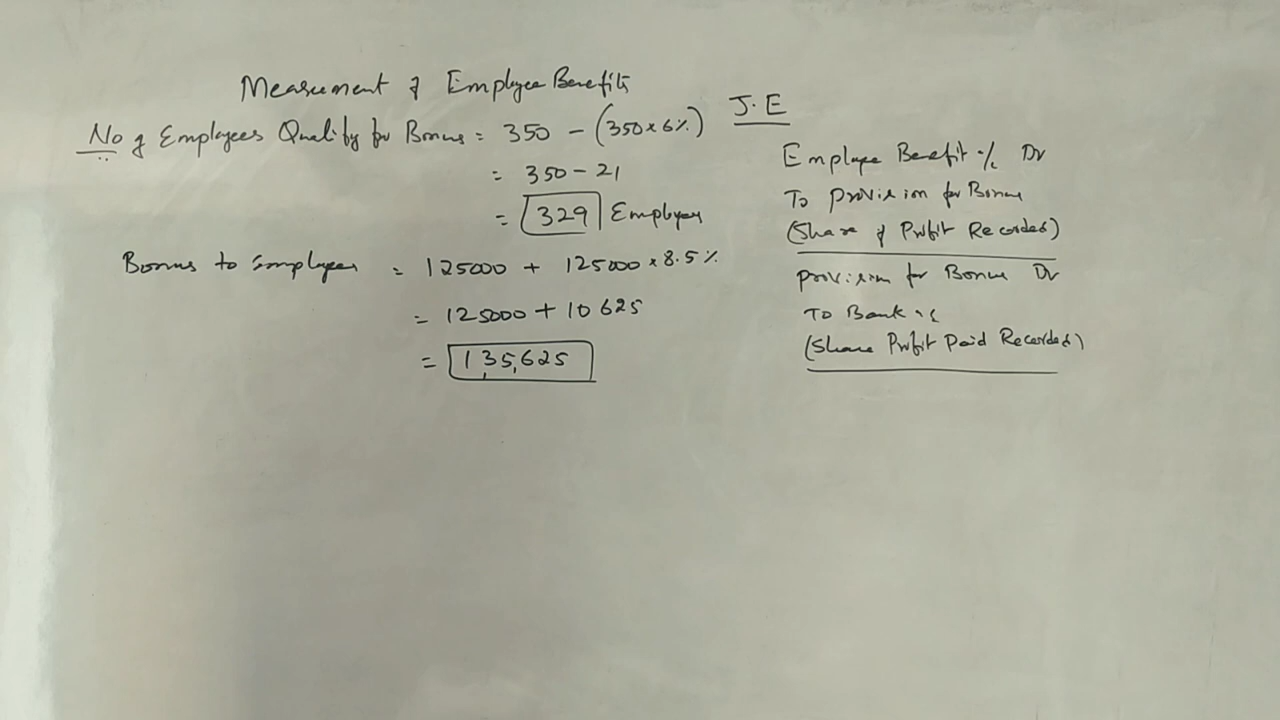 Measurement of Employee Benefits
No of Employees Qualify for Bonus = 350 - (350×6%)
= 350 - 21
= 329 Employees
Bonus to Employees = 125000 + 125000 × 8.5%
= 125000 + 10625
= 135,625
J.E
Employee Benefit a/c Dr
To Provision for Bonus
(Share of Profit Recorded)
Provision for Bonus Dr
To Bank a/c
(Share Profit Paid Recorded)